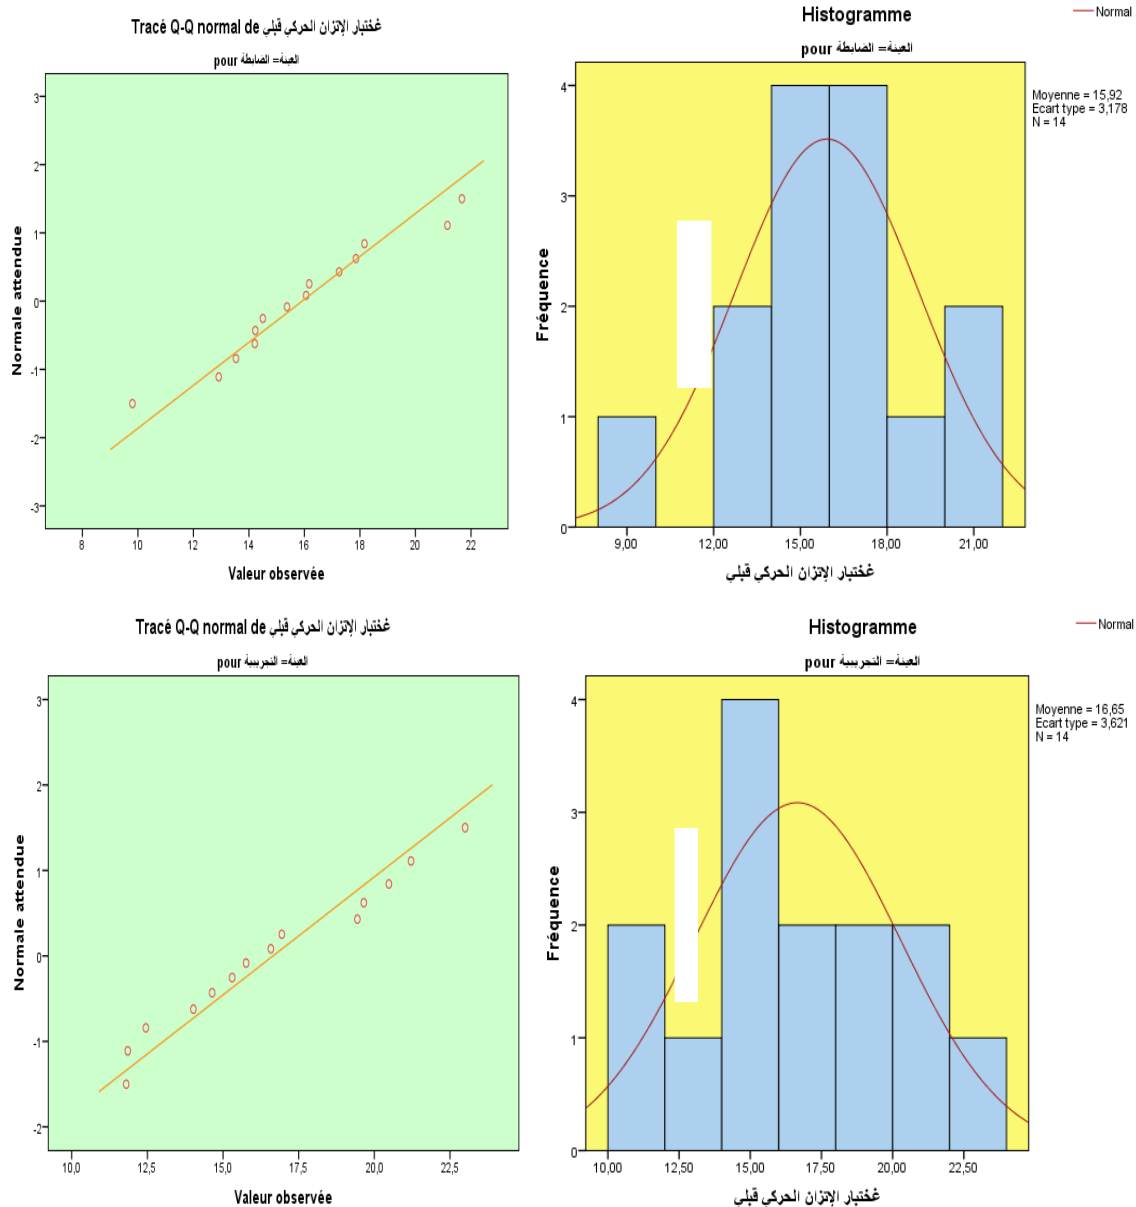 Tracé Q-Q normal de غختبار الإتزان الحركي قبلي
pour العينة= الضابطة
3
2
1
0
-1
-2
-3
Normale attendue
8
10
12
14
16
18
20
22
Valeur observée
Histogramme
pour العينة= الضابطة
Normal
Moyenne = 15,92
Ecart type = 3,178
N = 14
4
3
2
1
0
Fréquence
9,00
12,00
15,00
18,00
21,00
غختبار الإتزان الحركي قبلي
Tracé Q-Q normal de غختبار الإتزان الحركي قبلي
pour العينة= التجريبية
3
2
1
0
-1
-2
Normale attendue
10,0
12,5
15,0
17,5
20,0
22,5
Valeur observée
Histogramme
pour العينة= التجريبية
Normal
Moyenne = 16,65
Ecart type = 3,621
N = 14
4
3
2
1
0
Fréquence
10,00
12,50
15,00
17,50
20,00
22,50
غختبار الإتزان الحركي قبلي